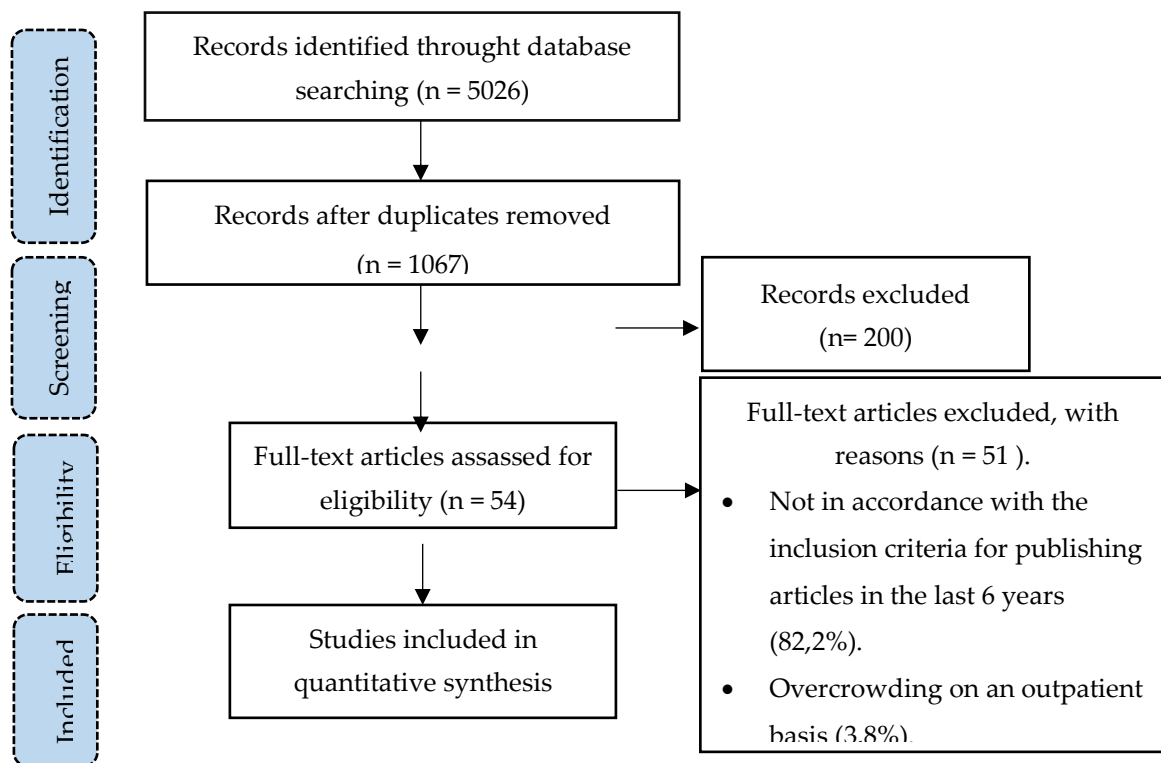 Identification
Records identified throught database
searching (n = 5026)
Records after duplicates removed
(n = 1067)
Screening
Records excluded
(n= 200)
Eligibility
Full-text articles assassed for
eligibility (n = 54)
Full-text articles excluded, with
reasons (n = 51 ).
• Not in accordance with the
inclusion criteria for publishing
articles in the last 6 years
(82,2%).
• Overcrowding on an outpatient
basis (3.8%).
Included
Studies included in
quantitative synthesis